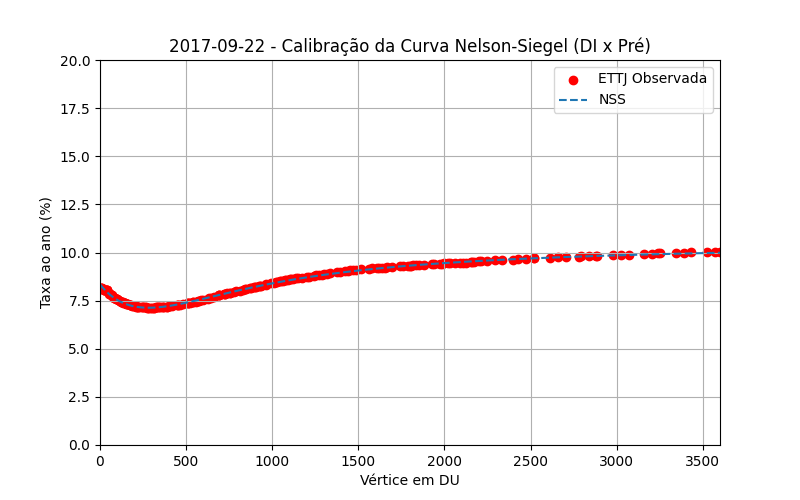 2017-09-22 - Calibração da Curva Nelson-Siegel (DI x Pré)
ETTJ Observada
NSS
Taxa ao ano (%)
20.0
17.5
15.0
12.5
10.0
7.5
5.0
2.5
0.0
0 500 1000 1500 2000 2500 3000 3500
Vértice em DU